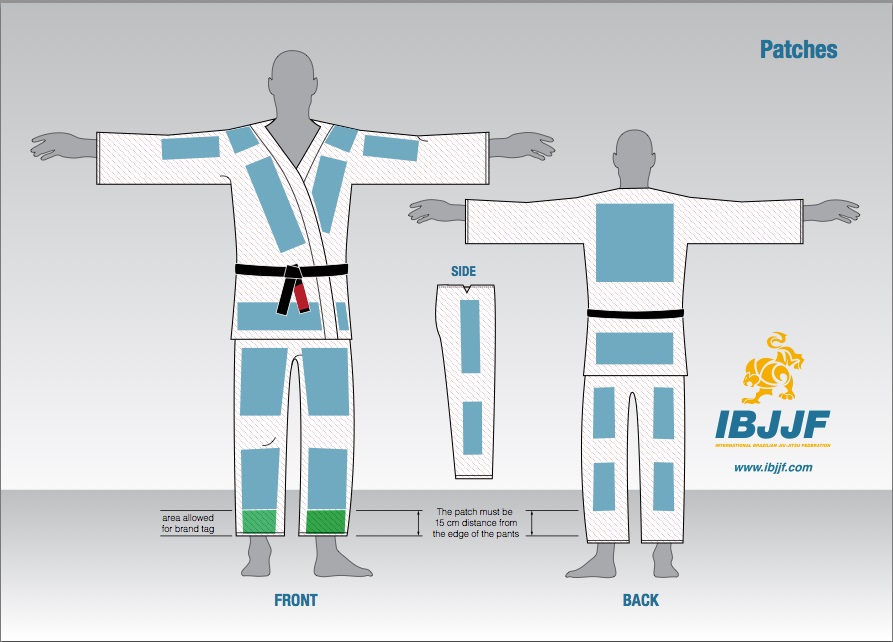 Patches
SIDE
IBJJF
INTERNATIONAL BRAZILIAN JIU-JITSU FEDERATION
www.ibjjf.com
area allowed
for brand tag
The patch must be
15 cm distance from
the edge of the pants
FRONT
BACK